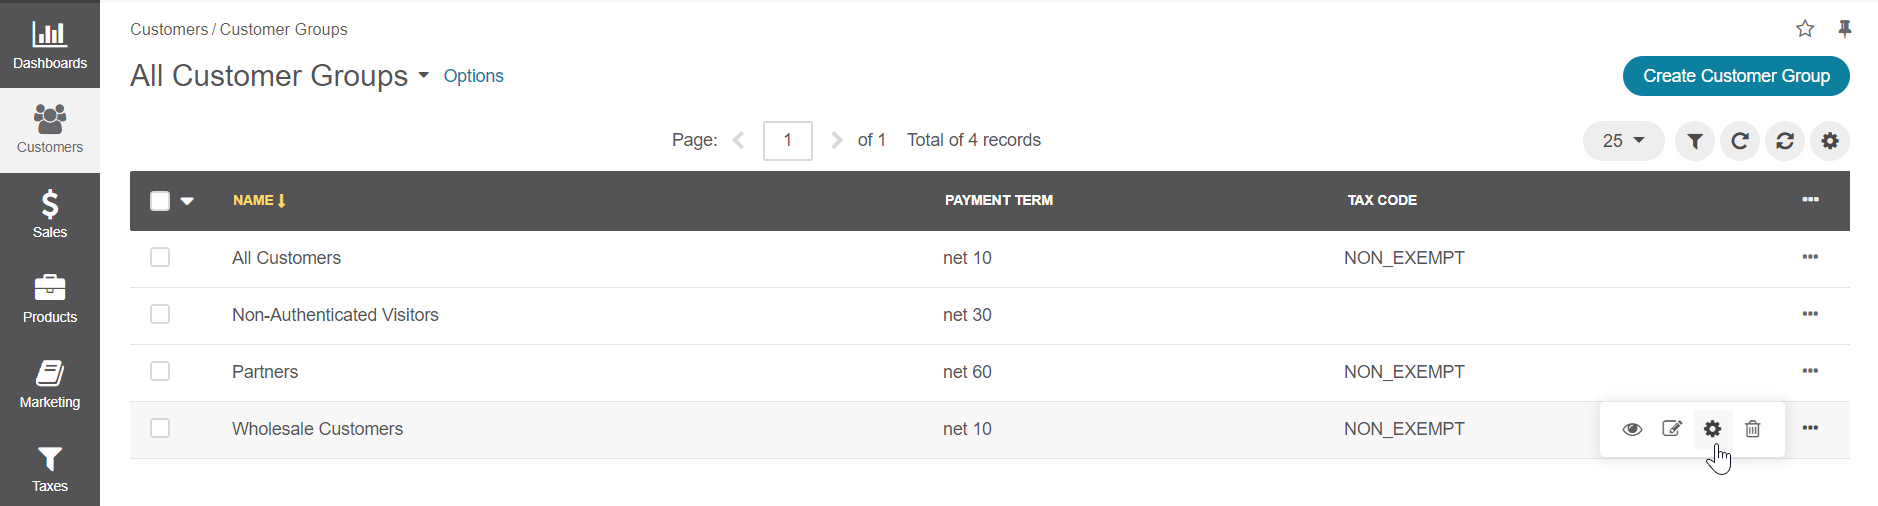 Dashboards
Customers
Sales
Products
Marketing
Taxes
Customers / Customer Groups
All Customer Groups Options
Create Customer Group
Page: 1 of 1 Total of 4 records
25
NAME PAYMENT TERM TAX CODE
All Customers net 10 NON_EXEMPT
Non-Authenticated Visitors net 30
Partners net 60 NON_EXEMPT
Wholesale Customers net 10 NON_EXEMPT